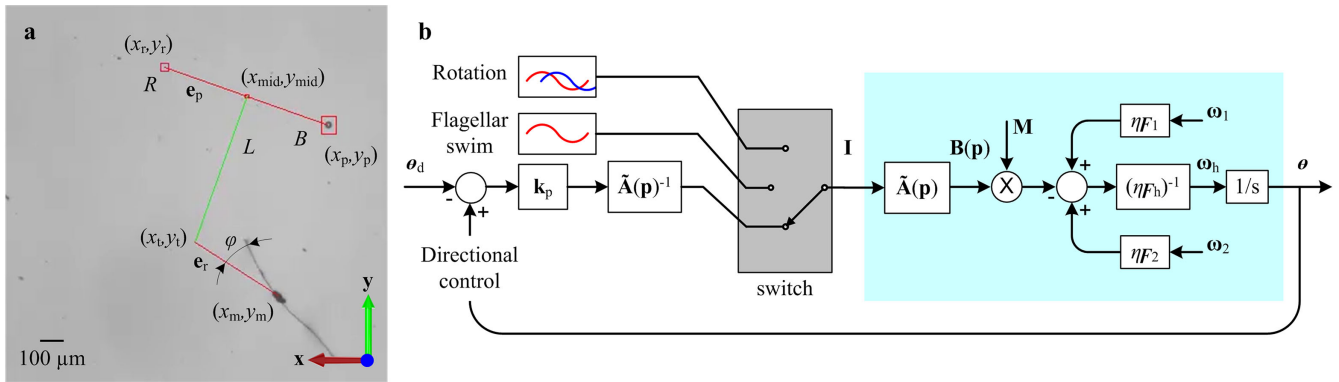 a
(xr,yr)
R
ep
(xmid,ymid)
L
B
(xp,yp)
(xt,yt)
φ
er
(xm,ym)
y
x
100 μm
b
Rotation
Flagellar
swim
θd
-
+
kp
Ã(p)-1
Directional
control
switch
I
Ã(p)
B(p)
M
X
-
+
+
ηF1
ω1
(ηFh)-1
ωh
1/s
θ
ηF2
ω2